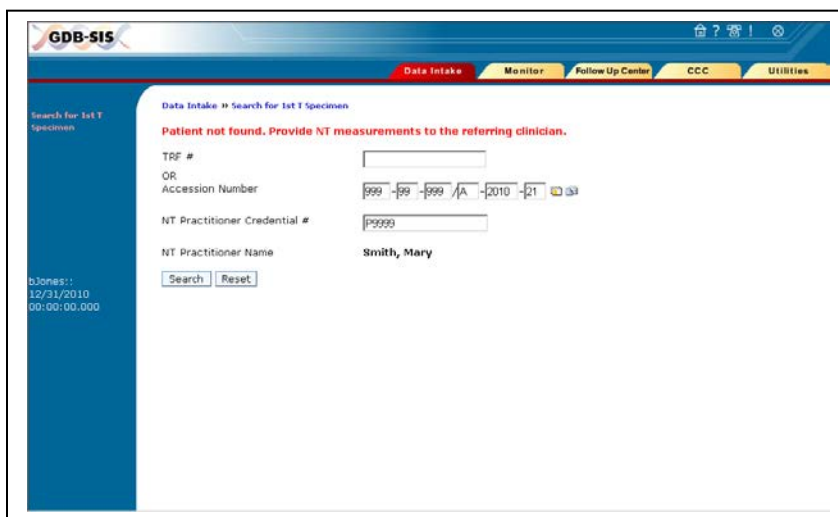 GDB-SIS
? !
Data Intake Monitor Follow Up Center CCC Utilities
Search for 1st T
Specimen
Data Intake » Search for 1st T Specimen
Patient not found. Provide NT measurements to the referring clinician.
TRF #
OR
Accession Number 999 -99 -999 /A -2010 -21
NT Practitioner Credential # P9999
NT Practitioner Name Smith, Mary
Search Reset
bJones::
12/31/2010
00:00:00.000